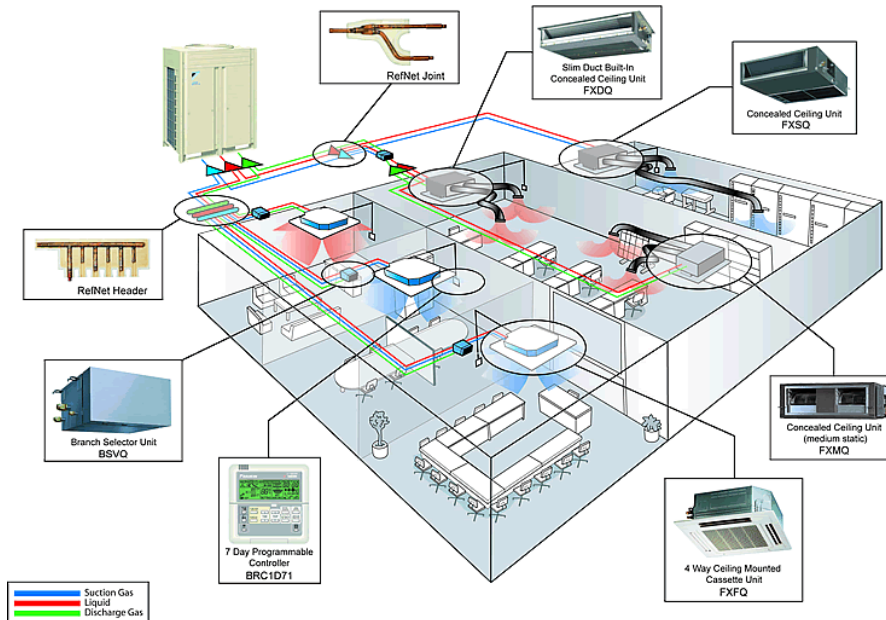 RefNet Joint
Slim Duct Built-In
Concealed Ceiling Unit
FXDQ
Concealed Ceiling Unit
FXSQ
RefNet Header
Branch Selector Unit
BSVQ
7 Day Programmable
Controller
BRC1D71
Concealed Ceiling Unit
(medium static)
FXMQ
4 Way Ceiling Mounted
Cassette Unit
FXFQ
Suction Gas
Liquid
Discharge Gas